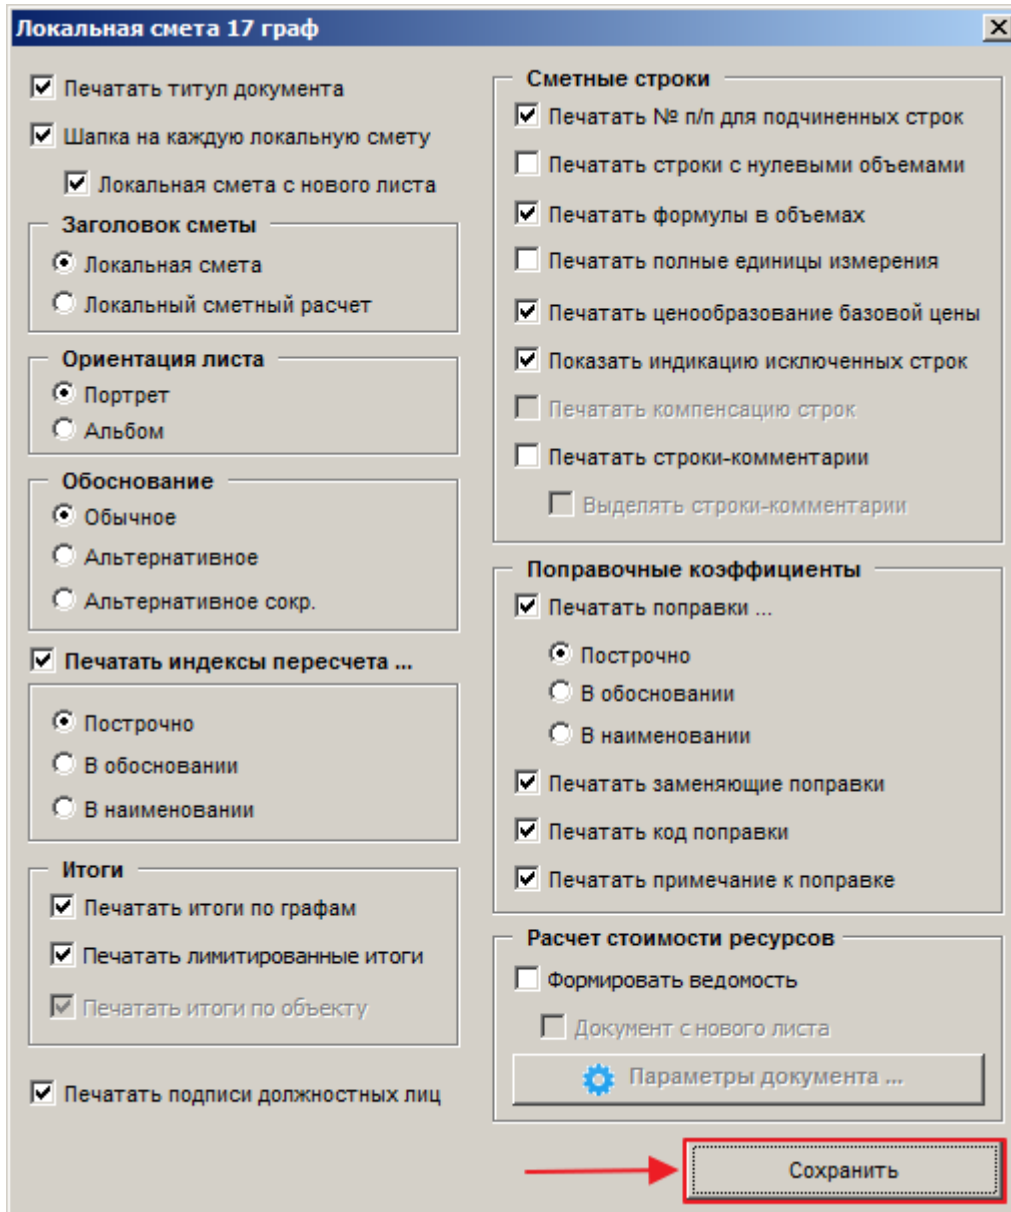 Локальная смета 17 граф
Печатать титул документа
Шапка на каждую локальную смету
Локальная смета с нового листа
Заголовок сметы
Локальная смета
Локальный сметный расчет
Ориентация листа
Портрет
Альбом
Обоснование
Обычное
Альтернативное
Альтернативное сокр.
Печатать индексы пересчета ...
Построчно
В обосновании
В наименовании
Итоги
Печатать итоги по графам
Печатать лимитированные итоги
Печатать итоги по объекту
Печатать подписи должностных лиц
Сметные строки
Печатать № п/п для подчиненных строк
Печатать строки с нулевыми объемами
Печатать формулы в объемах
Печатать полные единицы измерения
Печатать ценообразование базовой цены
Показать индикацию исключенных строк
Печатать компенсацию строк
Печатать строки-комментарии
Выделять строки-комментарии
Поправочные коэффициенты
Печатать поправки ...
Построчно
В обосновании
В наименовании
Печатать заменяющие поправки
Печатать код поправки
Печатать примечание к поправке
Расчет стоимости ресурсов
Формировать ведомость
Документ с нового листа
Параметры документа ...
Сохранить